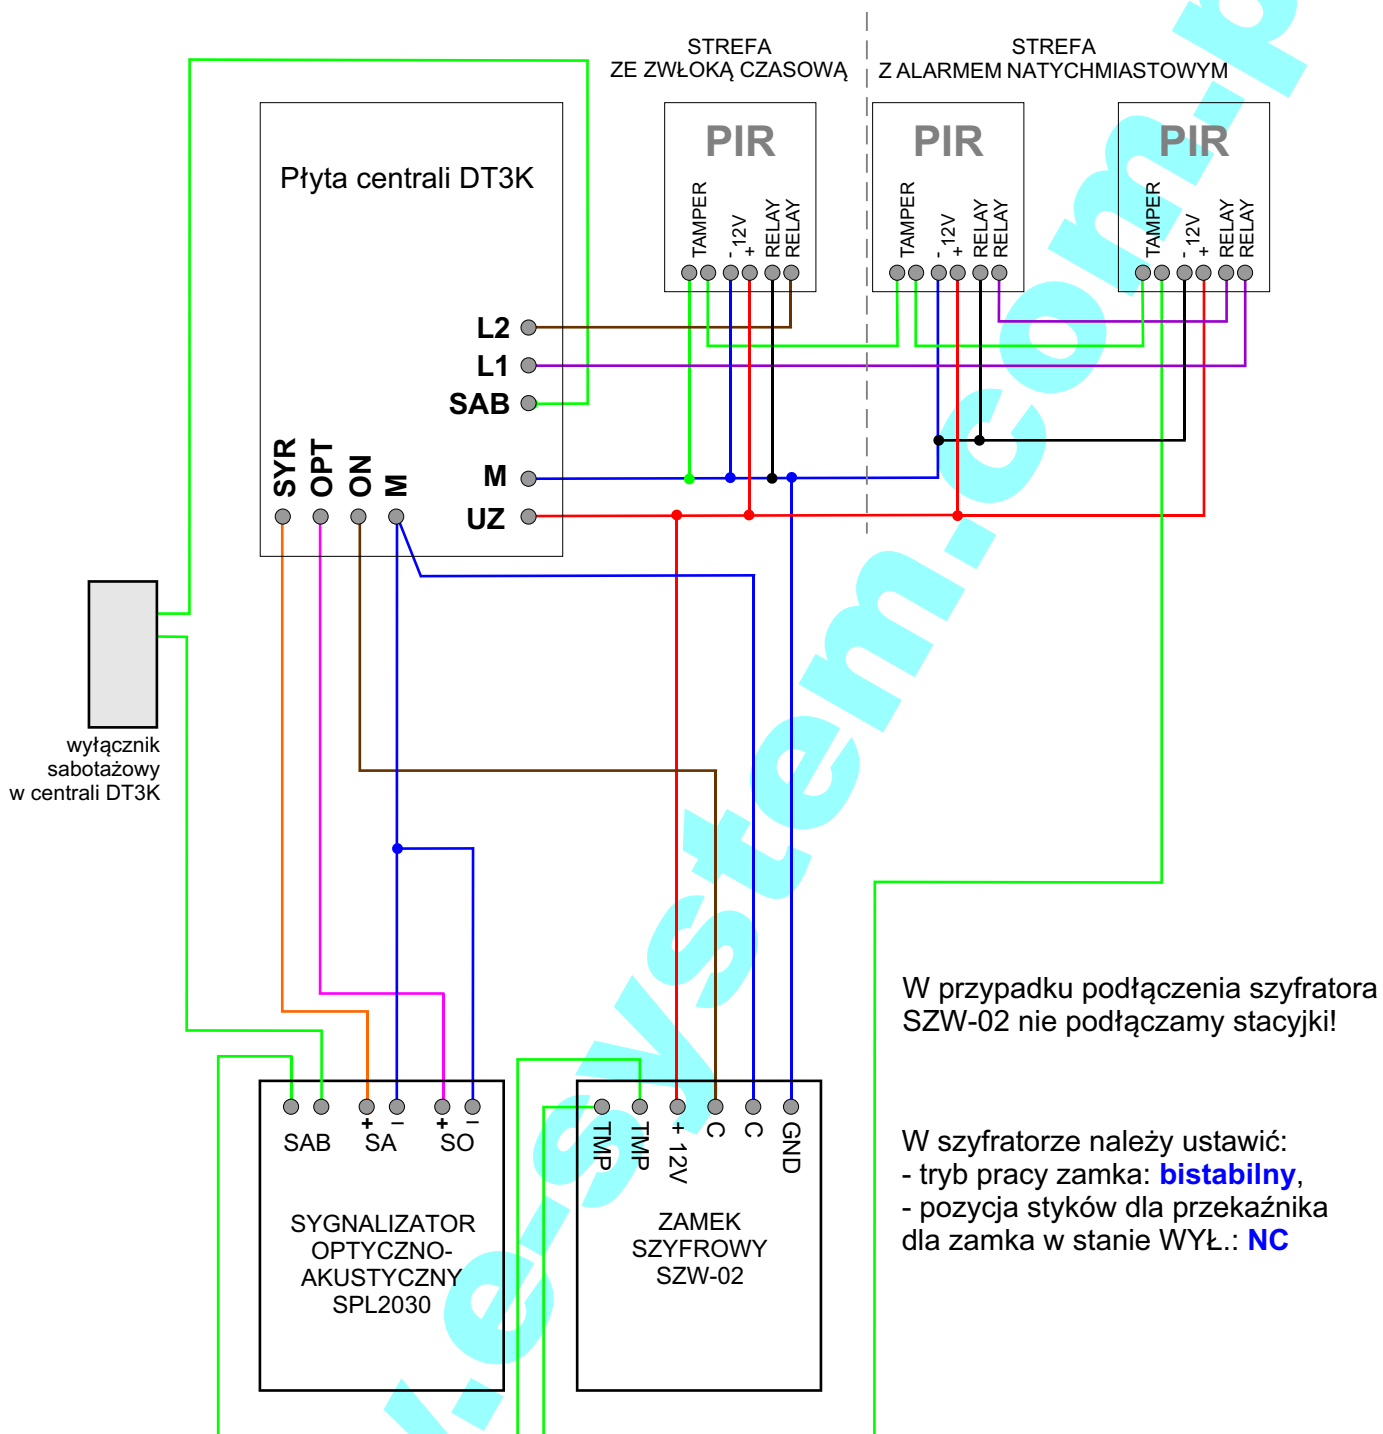 STREFA
ZE ZWŁOKĄ CZASOWĄ
STREFA
Z ALARMEM NATYCHMIASTOWYM
PIR
TAMPER
- 12V +
RELAY
RELAY
PIR
TAMPER
- 12V +
RELAY
RELAY
PIR
TAMPER
- 12V +
RELAY
RELAY
Płyta centrali DT3K
L2
L1
SAB
M
UZ
SYR
OPT
ON
M
wyłącznik
sabotażowy
w centrali DT3K
SAB
+ SA –
+ SO –
SYGNALIZATOR
OPTYCZNO-
AKUSTYCZNY
SPL2030
TMP
TMP
+ 12V
C
C
GND
ZAMEK
SZYFROWY
SZW-02
W przypadku podłączenia szyfratora
SZW-02 nie podłączamy stacyjki!
W szyfratorze należy ustawić:
- tryb pracy zamka: bistabilny,
- pozycja styków dla przekaźnika
dla zamka w stanie WYŁ.: NC
.e-system.com.p